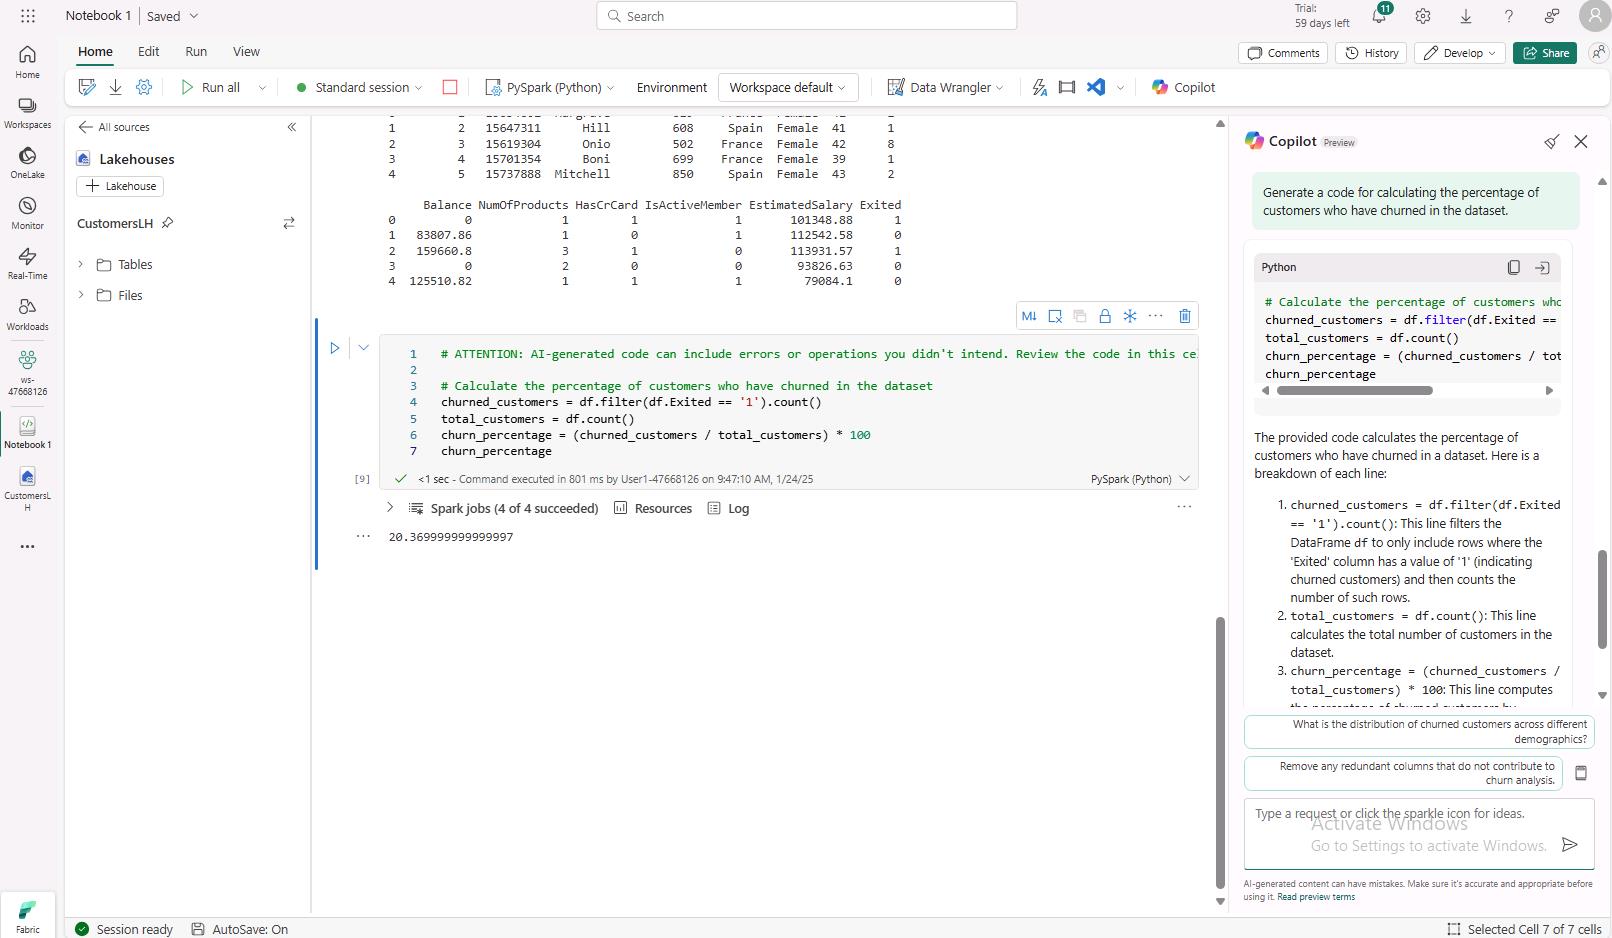 Notebook 1
Saved
Search
Trial:
59 days left
11
Home
Edit
Run
View
Comments
History
Develop
Share
Run all
Standard session
PySpark (Python)
Environment
Workspace default
Data Wrangler
Copilot
Home
Workspaces
OneLake
Monitor
Real-Time
Workloads
ws-
47668126
Notebook 1
CustomersL
H
Fabric
All sources
Lakehouses
Lakehouse
CustomersLH
Tables
Files
1 2 15647311 Hill 608 Spain Female 41 1
2 3 15619304 Onio 502 France Female 42 8
3 4 15701354 Boni 699 France Female 39 1
4 5 15737888 Mitchell 850 Spain Female 43 2
Balance NumOfProducts HasCrCard IsActiveMember EstimatedSalary Exited
0 0 1 1 1 101348.88 1
1 83807.86 1 0 1 112542.58 0
2 159660.8 3 1 0 113931.57 1
3 0 2 0 0 93826.63 0
4 125510.82 1 1 1 79084.1 0
M↓
1 # ATTENTION: AI-generated code can include errors or operations you didn't intend. Review the code in this ce
2
3 # Calculate the percentage of customers who have churned in the dataset
4 churned_customers = df.filter(df.Exited == '1').count()
5 total_customers = df.count()
6 churn_percentage = (churned_customers / total_customers) * 100
7 churn_percentage
[9] <1 sec - Command executed in 801 ms by User1-47668126 on 9:47:10 AM, 1/24/25
PySpark (Python)
Spark jobs (4 of 4 succeeded)
Resources
Log
20.369999999999997
Copilot Preview
Generate a code for calculating the percentage of
customers who have churned in the dataset.
Python
# Calculate the percentage of customers who
churned_customers = df.filter(df.Exited ==
total_customers = df.count()
churn_percentage = (churned_customers / tot
churn_percentage
The provided code calculates the percentage of
customers who have churned in a dataset. Here is a
breakdown of each line:
1. churned_customers = df.filter(df.Exited
== '1').count(): This line filters the
DataFrame df to only include rows where the
'Exited' column has a value of '1' (indicating
churned customers) and then counts the
number of such rows.
2. total_customers = df.count(): This line
calculates the total number of customers in the
dataset.
3. churn_percentage = (churned_customers /
total_customers) * 100: This line computes
What is the distribution of churned customers across different
demographics?
Remove any redundant columns that do not contribute to
churn analysis.
Type a request or click the sparkle icon for ideas.
Activate Windows
Go to Settings to activate Windows.
AI-generated content can have mistakes. Make sure it's accurate and appropriate before
using it. Read preview terms
Session ready
AutoSave: On
Selected Cell 7 of 7 cells